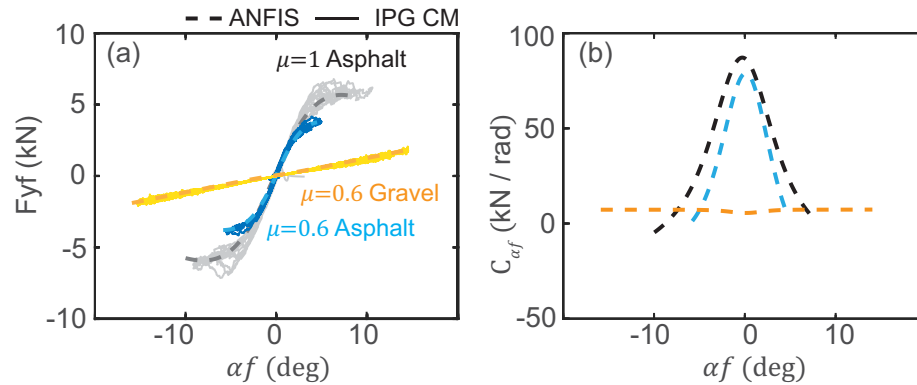 ANFIS IPG CM
(a)
μ=1 Asphalt
μ=0.6 Gravel
μ=0.6 Asphalt
10
5
0
-5
-10
Fyf (kN)
-10 0 10
αf (deg)
(b)
100
50
0
-50
C_αf (kN / rad)
-10 0 10
αf (deg)